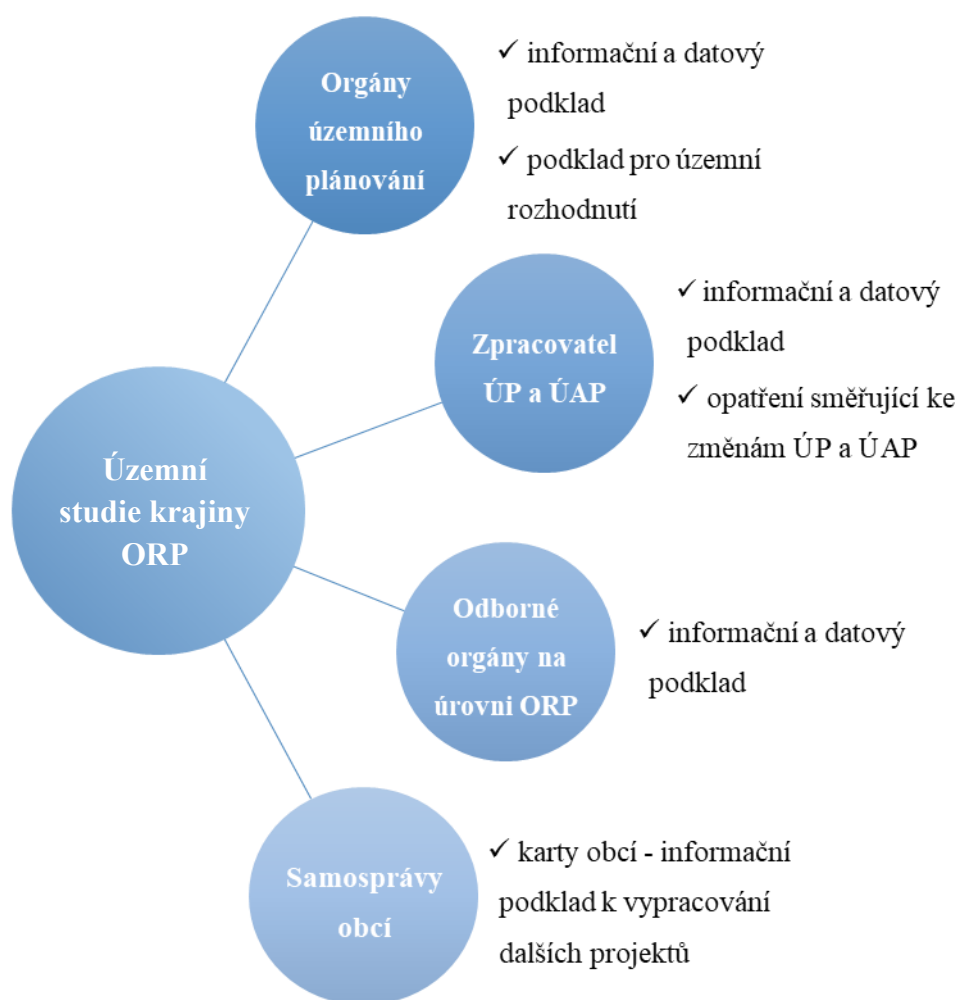 Orgány
územního
plánování
✓ informační a datový
podklad
✓ podklad pro územní
rozhodnutí
Zpracovatel
ÚP a ÚAP
✓ informační a datový
podklad
✓ opatření směřující ke
změnám ÚP a ÚAP
Územní
studie krajiny
ORP
Odborné
orgány na
úrovni ORP
✓ informační a datový
podklad
Samosprávy
obcí
✓ karty obcí - informační
podklad k vypracování
dalších projektů